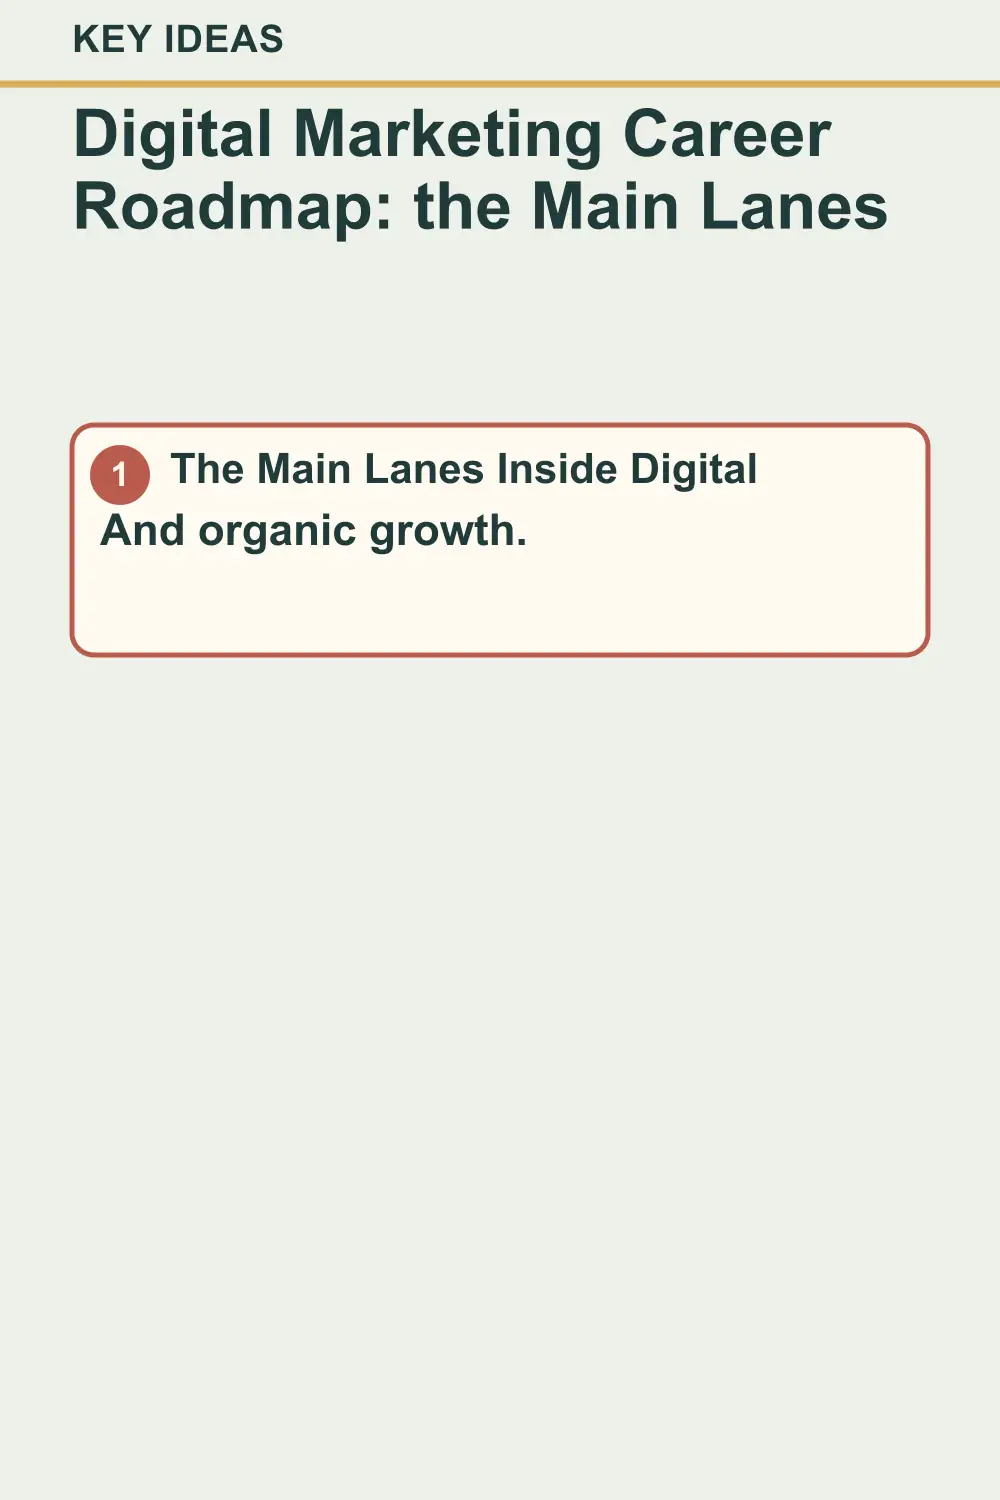 KEY IDEAS
Digital Marketing Career
Roadmap: the Main Lanes
1 The Main Lanes Inside Digital
And organic growth.